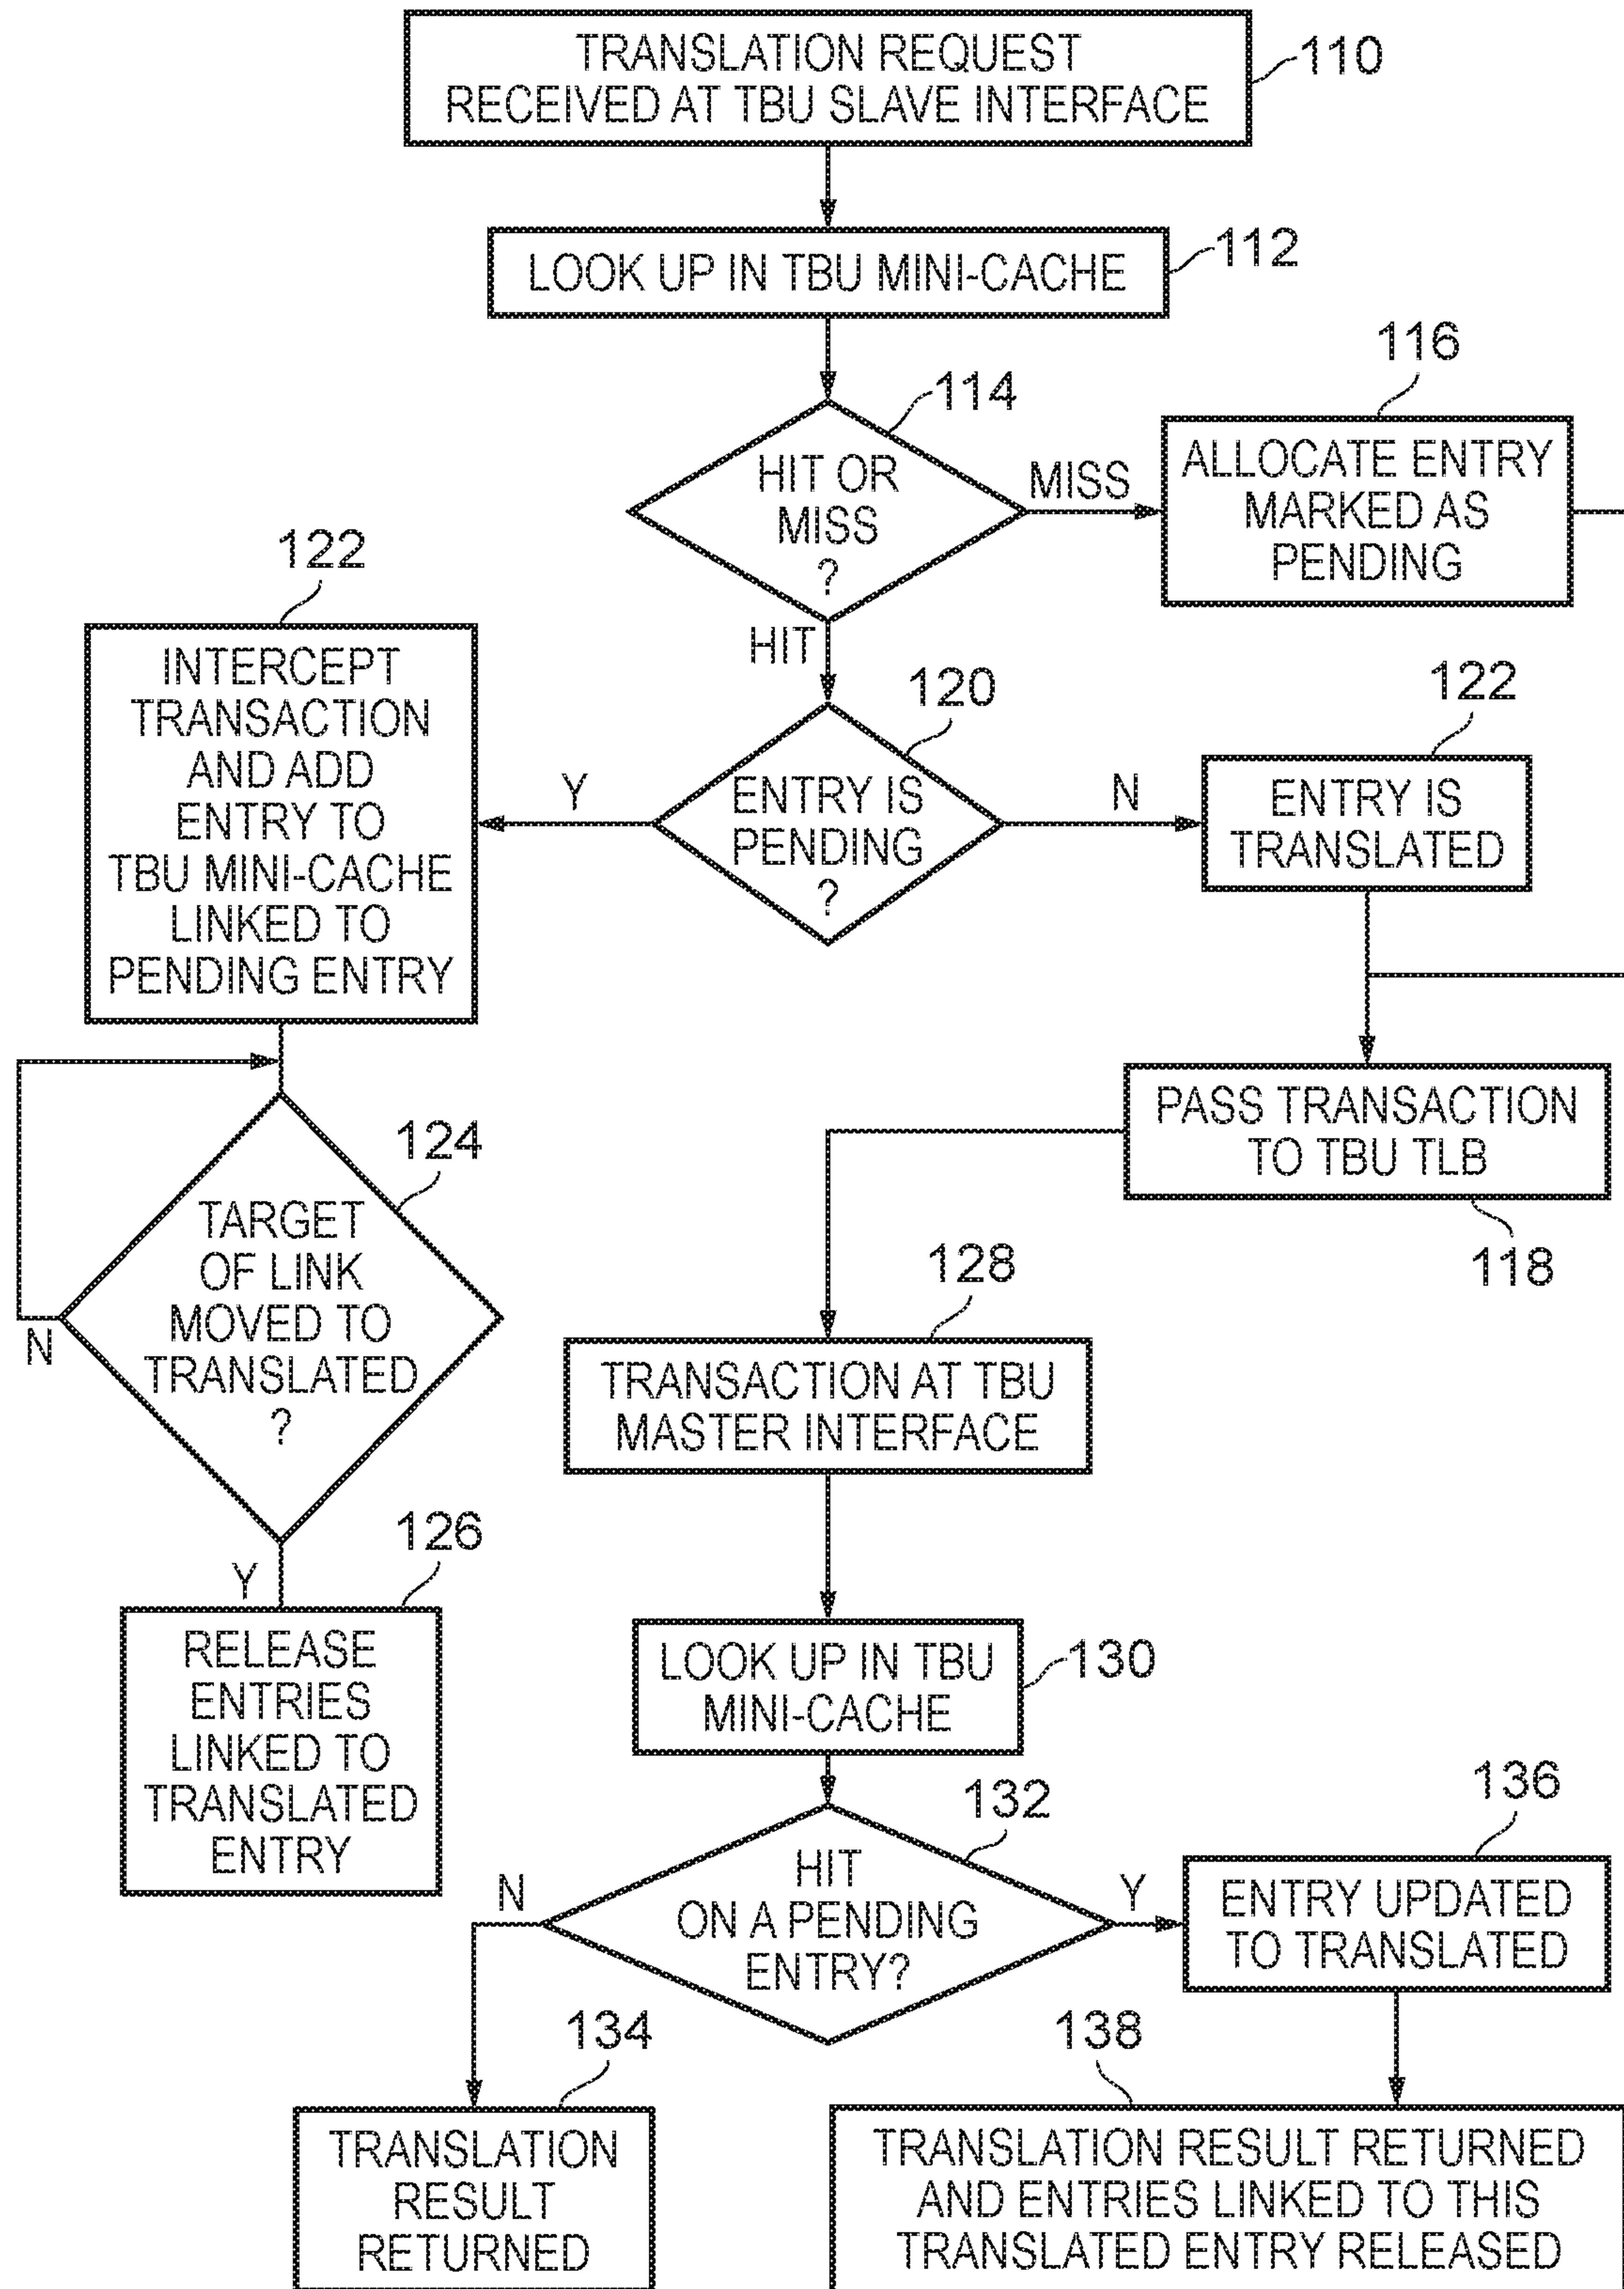 TRANSLATION REQUEST
RECEIVED AT TBU SLAVE INTERFACE
110
LOOK UP IN TBU MINI-CACHE
112
114
HIT OR
MISS
?
MISS
116
ALLOCATE ENTRY
MARKED AS
PENDING
HIT
122
INTERCEPT
TRANSACTION
AND ADD
ENTRY TO
TBU MINI-CACHE
LINKED TO
PENDING ENTRY
Y
120
ENTRY IS
PENDING
?
N
122
ENTRY IS
TRANSLATED
PASS TRANSACTION
TO TBU TLB
118
124
TARGET
OF LINK
MOVED TO
TRANSLATED
?
N
Y
126
RELEASE
ENTRIES
LINKED TO
TRANSLATED
ENTRY
128
TRANSACTION AT TBU
MASTER INTERFACE
LOOK UP IN TBU
MINI-CACHE
130
132
HIT
ON A PENDING
ENTRY?
N
Y
136
ENTRY UPDATED
TO TRANSLATED
134
TRANSLATION
RESULT
RETURNED
138
TRANSLATION RESULT RETURNED
AND ENTRIES LINKED TO THIS
TRANSLATED ENTRY RELEASED